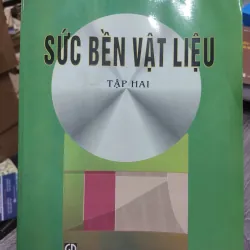 SỨC BỀN VẬT LIỆU
TẬP HAI